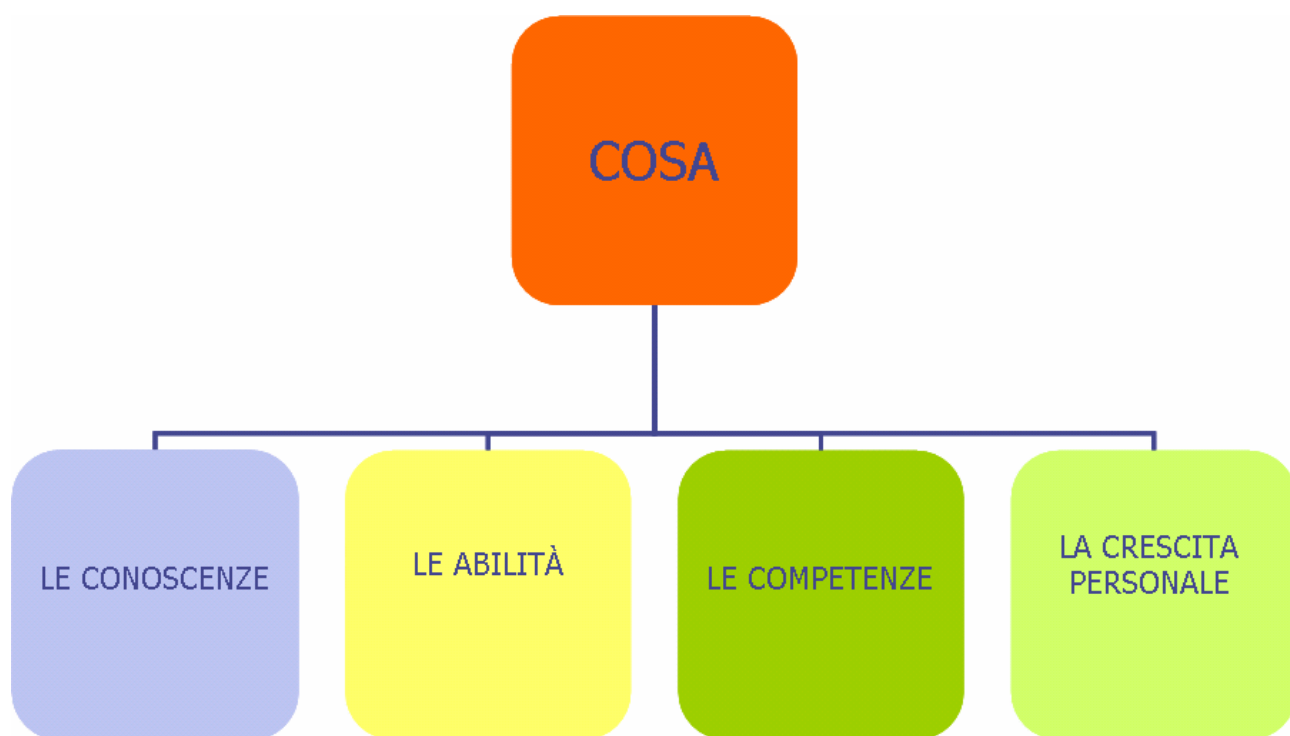 COSA
LE CONOSCENZE
LE ABILITÀ
LE COMPETENZE
LA CRESCITA
PERSONALE